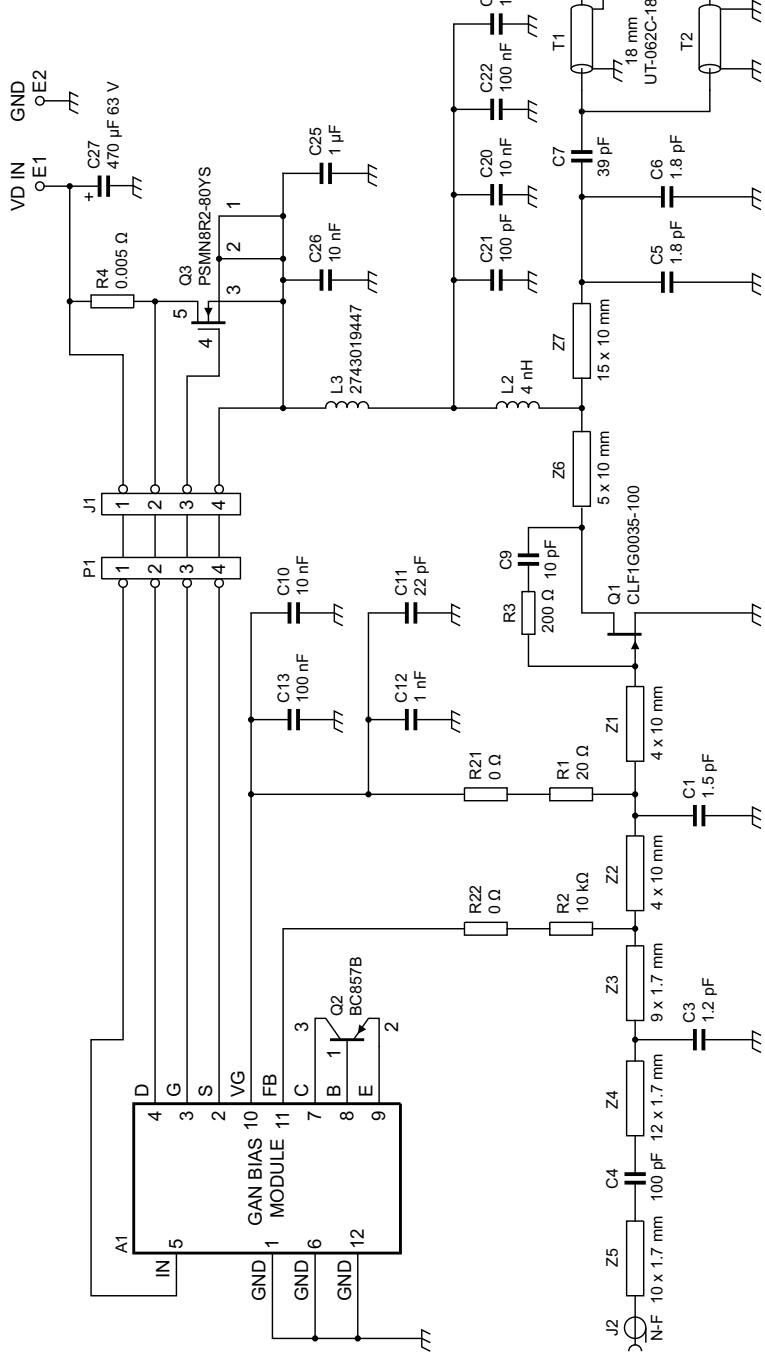 A1
IN
5
GND
1
GND
6
GND
12
GAN BIAS
MODULE
4
D
3
G
2
S
10
VG
11
FB
7
C
8
B
9
E
Q2
BC857B
1
3
2
P1
1
2
3
4
J1
1
2
3
4
VD IN
E1
GND
E2
C27
470 µF 63 V
+
R4
0.005 Ω
Q3
PSMN8R2-80YS
5
4
3
2
1
C26
10 nF
C25
1 µF
L3
2743019447
C13
100 nF
C10
10 nF
C12
1 nF
C11
22 pF
C21
100 pF
C20
10 nF
C22
100 nF
L2
4 nH
R22
0 Ω
R2
10 kΩ
R21
0 Ω
R1
20 Ω
R3
200 Ω
C9
10 pF
Q1
CLF1G0035-100
J2
N-F
Z5
10 x 1.7 mm
C4
100 pF
Z4
12 x 1.7 mm
C3
1.2 pF
Z3
9 x 1.7 mm
Z2
4 x 10 mm
C1
1.5 pF
Z1
4 x 10 mm
Z6
5 x 10 mm
Z7
15 x 10 mm
C5
1.8 pF
C6
1.8 pF
C7
39 pF
T1
18 mm
UT-062C-18
T2